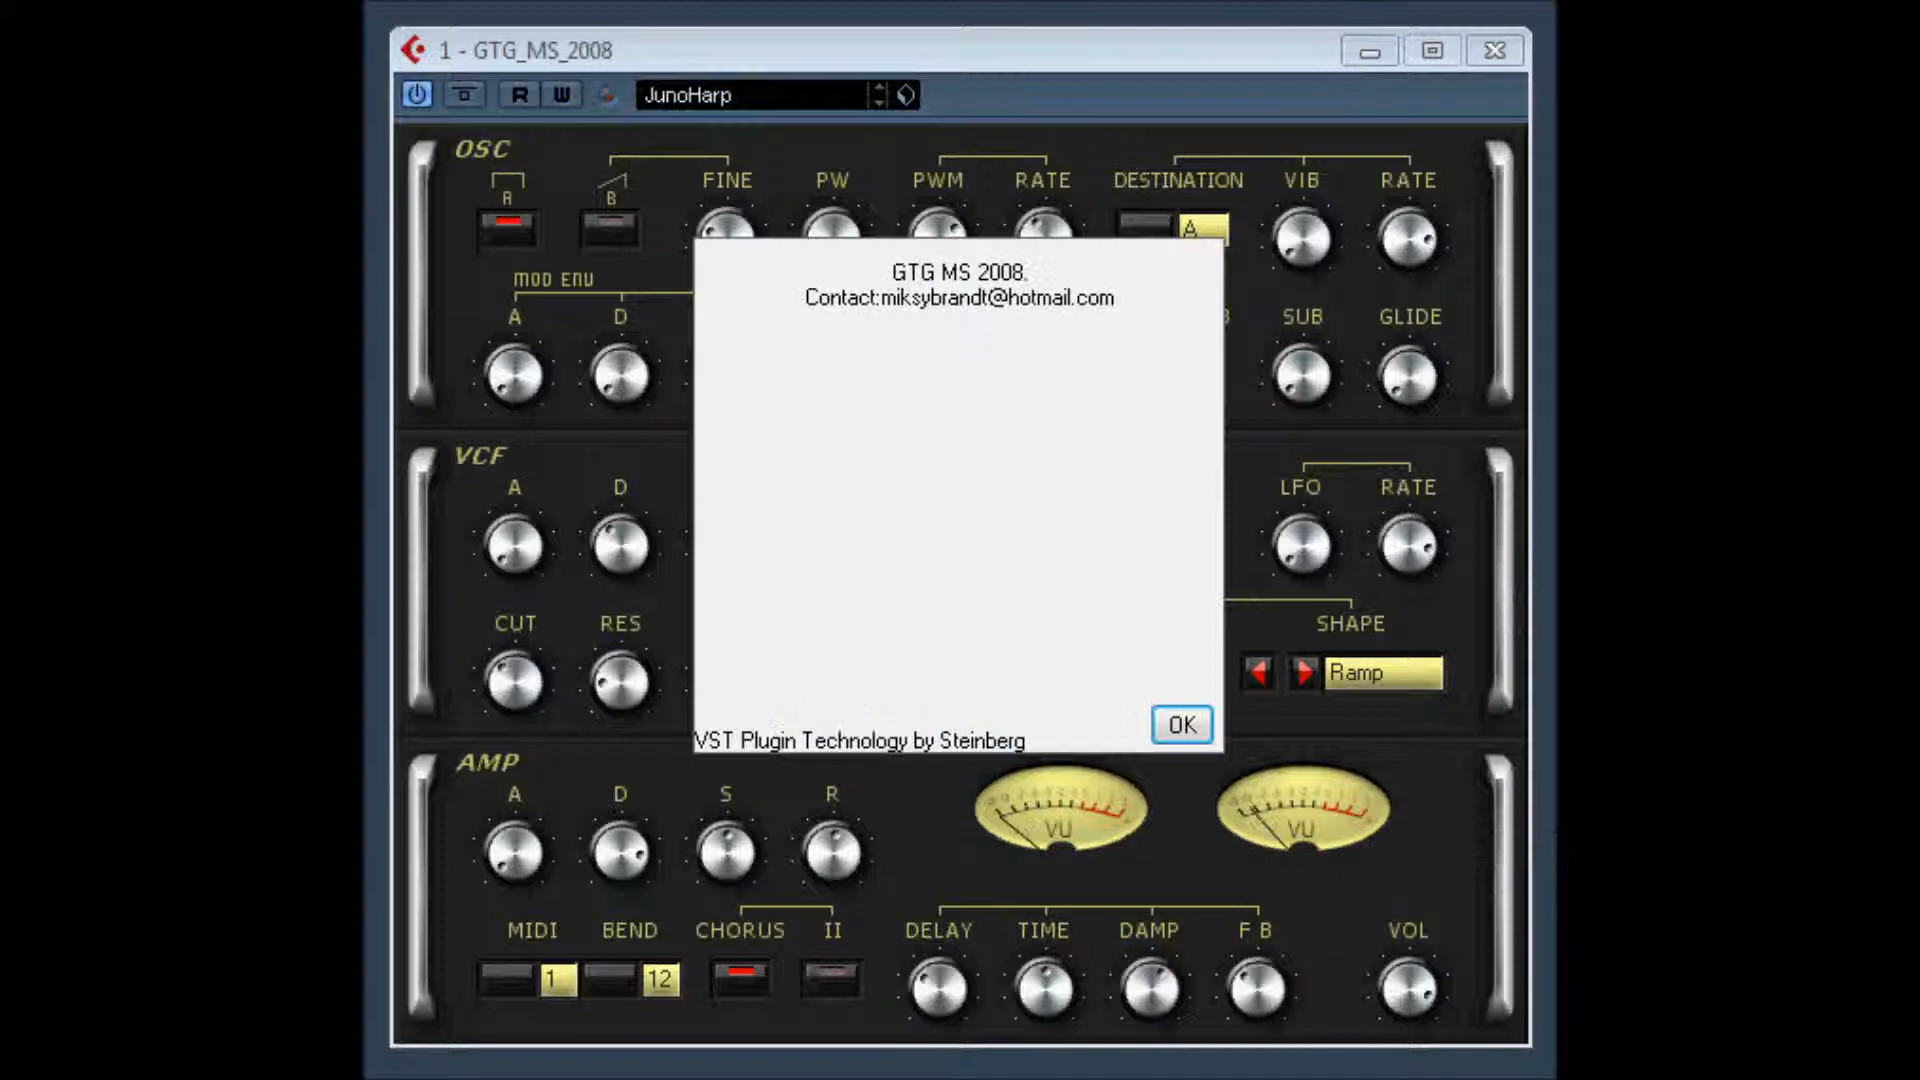 1 - GTG_MS_2008
R W JunoHarp
OSC
A B FINE PW PWM RATE DESTINATION VIB RATE
A
MOD ENV
A D SUB GLIDE
GTG MS 2008.
Contact:miksybrandt@hotmail.com
VCF
A D LFO RATE
CUT RES SHAPE
Ramp
OK
VST Plugin Technology by Steinberg
AMP
A D S R
VU VU
MIDI BEND CHORUS II DELAY TIME DAMP F B VOL
1 12